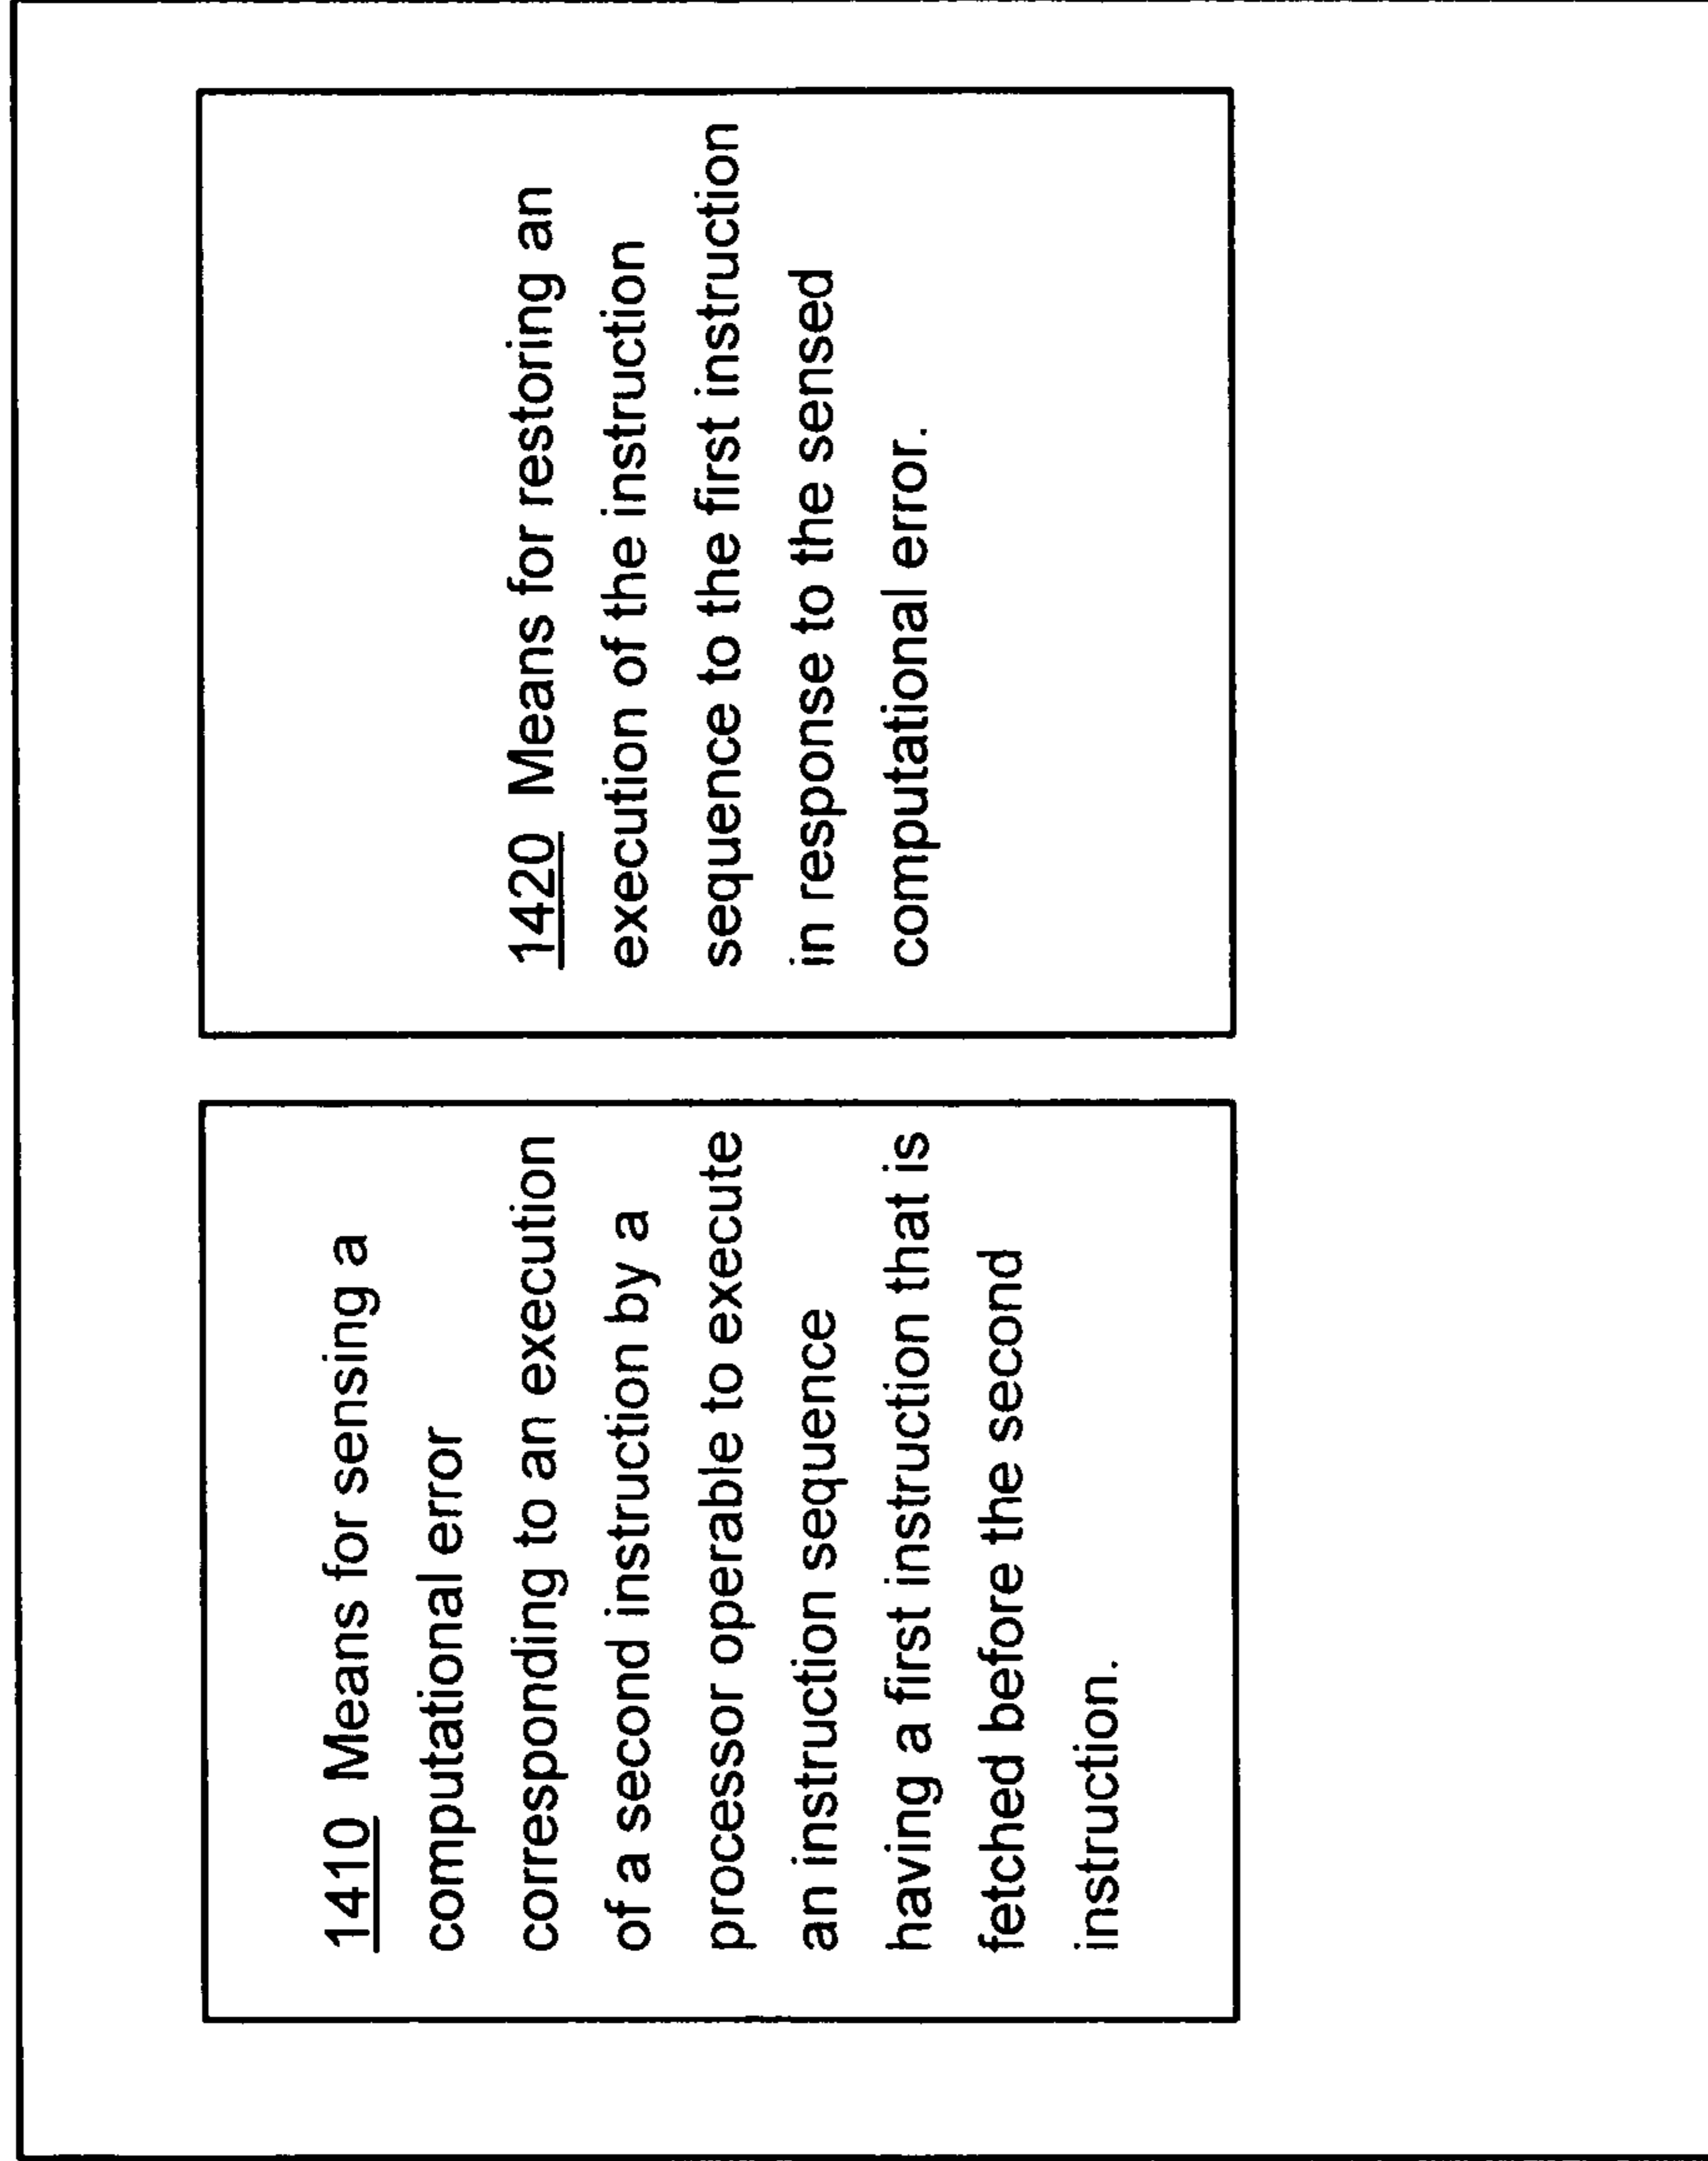 1410 Means for sensing a
computational error
corresponding to an execution
of a second instruction by a
processor operable to execute
an instruction sequence
having a first instruction that is
fetched before the second
instruction.
1420 Means for restoring an
execution of the instruction
sequence to the first instruction
in response to the sensed
computational error.